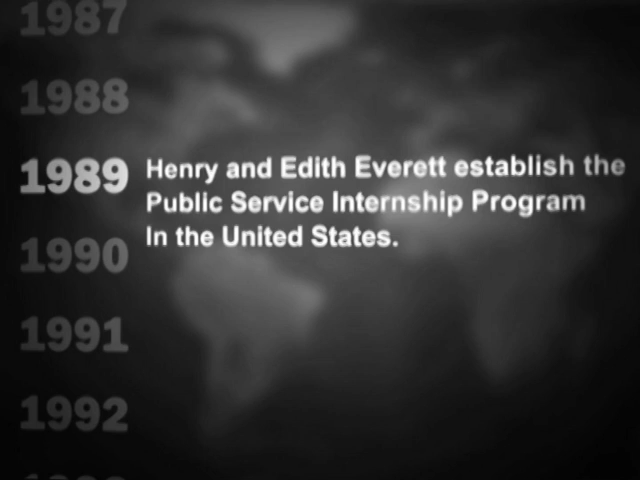 1987
1988
1989 Henry and Edith Everett establish the
Public Service Internship Program
In the United States.
1990
1991
1992